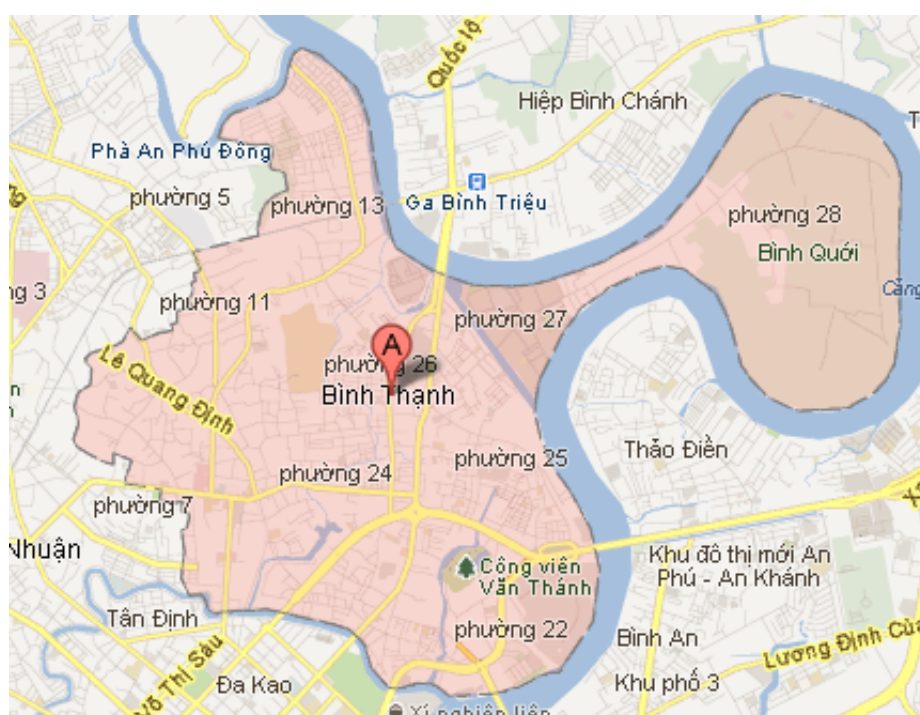 Quốc lộ
Hiệp Bình Chánh
Phà An Phú Đông
phường 5
phường 13
Ga Bình Triệu
phường 28
Bình Quới
ng 3
phường 11
phường 27
Cảng
A
phường 26
Bình Thạnh
Lê Quang Định
Thảo Điền
phường 25
phường 24
phường 7
Nhuận
Công viên
Văn Thánh
Khu đô thị mới An
Phú - An Khánh
Tân Định
phường 22
Bình An
Lương Định Của
Võ Thị Sáu
Đa Kao
Khu phố 3
Xí nghiên liên